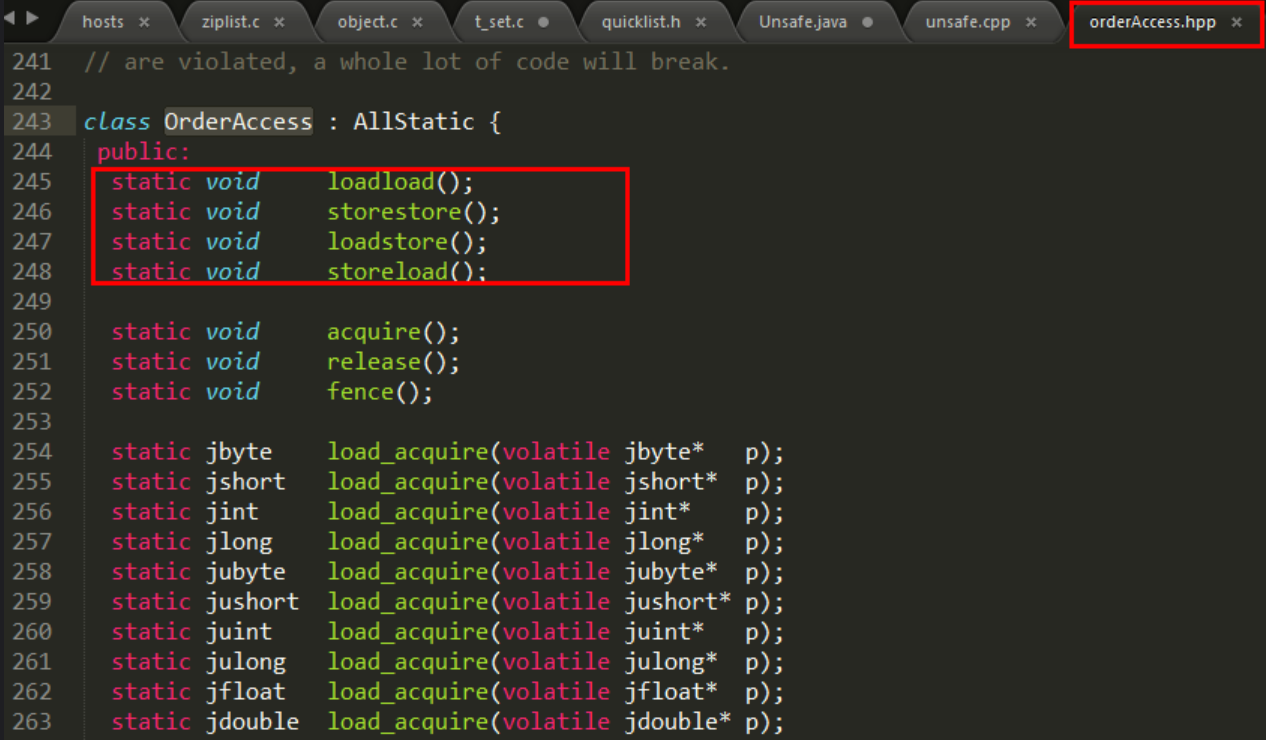 hosts × ziplist.c × object.c × t_set.c ● quicklist.h × Unsafe.java ● unsafe.cpp × orderAccess.hpp ×
241 // are violated, a whole lot of code will break.
242
243 class OrderAccess : AllStatic {
244 public:
245 static void loadload();
246 static void storestore();
247 static void loadstore();
248 static void storeload();
249
250 static void acquire();
251 static void release();
252 static void fence();
253
254 static jbyte load_acquire(volatile jbyte* p);
255 static jshort load_acquire(volatile jshort* p);
256 static jint load_acquire(volatile jint* p);
257 static jlong load_acquire(volatile jlong* p);
258 static jubyte load_acquire(volatile jubyte* p);
259 static jushort load_acquire(volatile jushort* p);
260 static juint load_acquire(volatile juint* p);
261 static julong load_acquire(volatile julong* p);
262 static jfloat load_acquire(volatile jfloat* p);
263 static jdouble load_acquire(volatile jdouble* p);